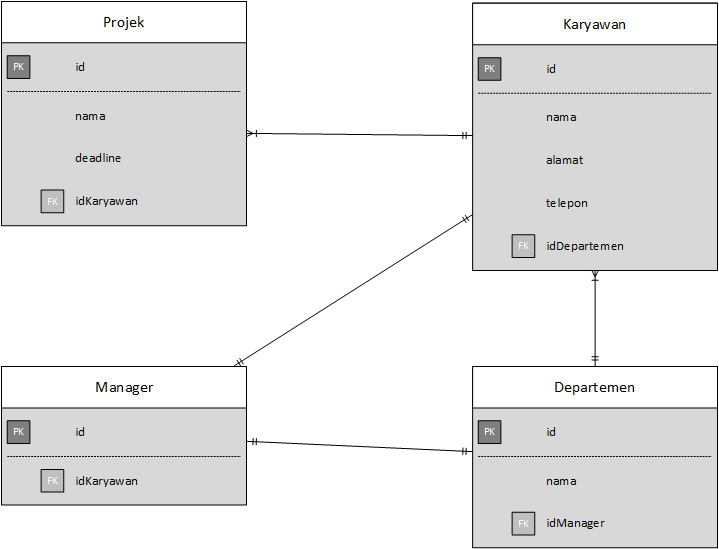 Projek
PK id
nama
deadline
FK idKaryawan
Karyawan
PK id
nama
alamat
telepon
FK idDepartemen
Manager
PK id
FK idKaryawan
Departemen
PK id
nama
FK idManager